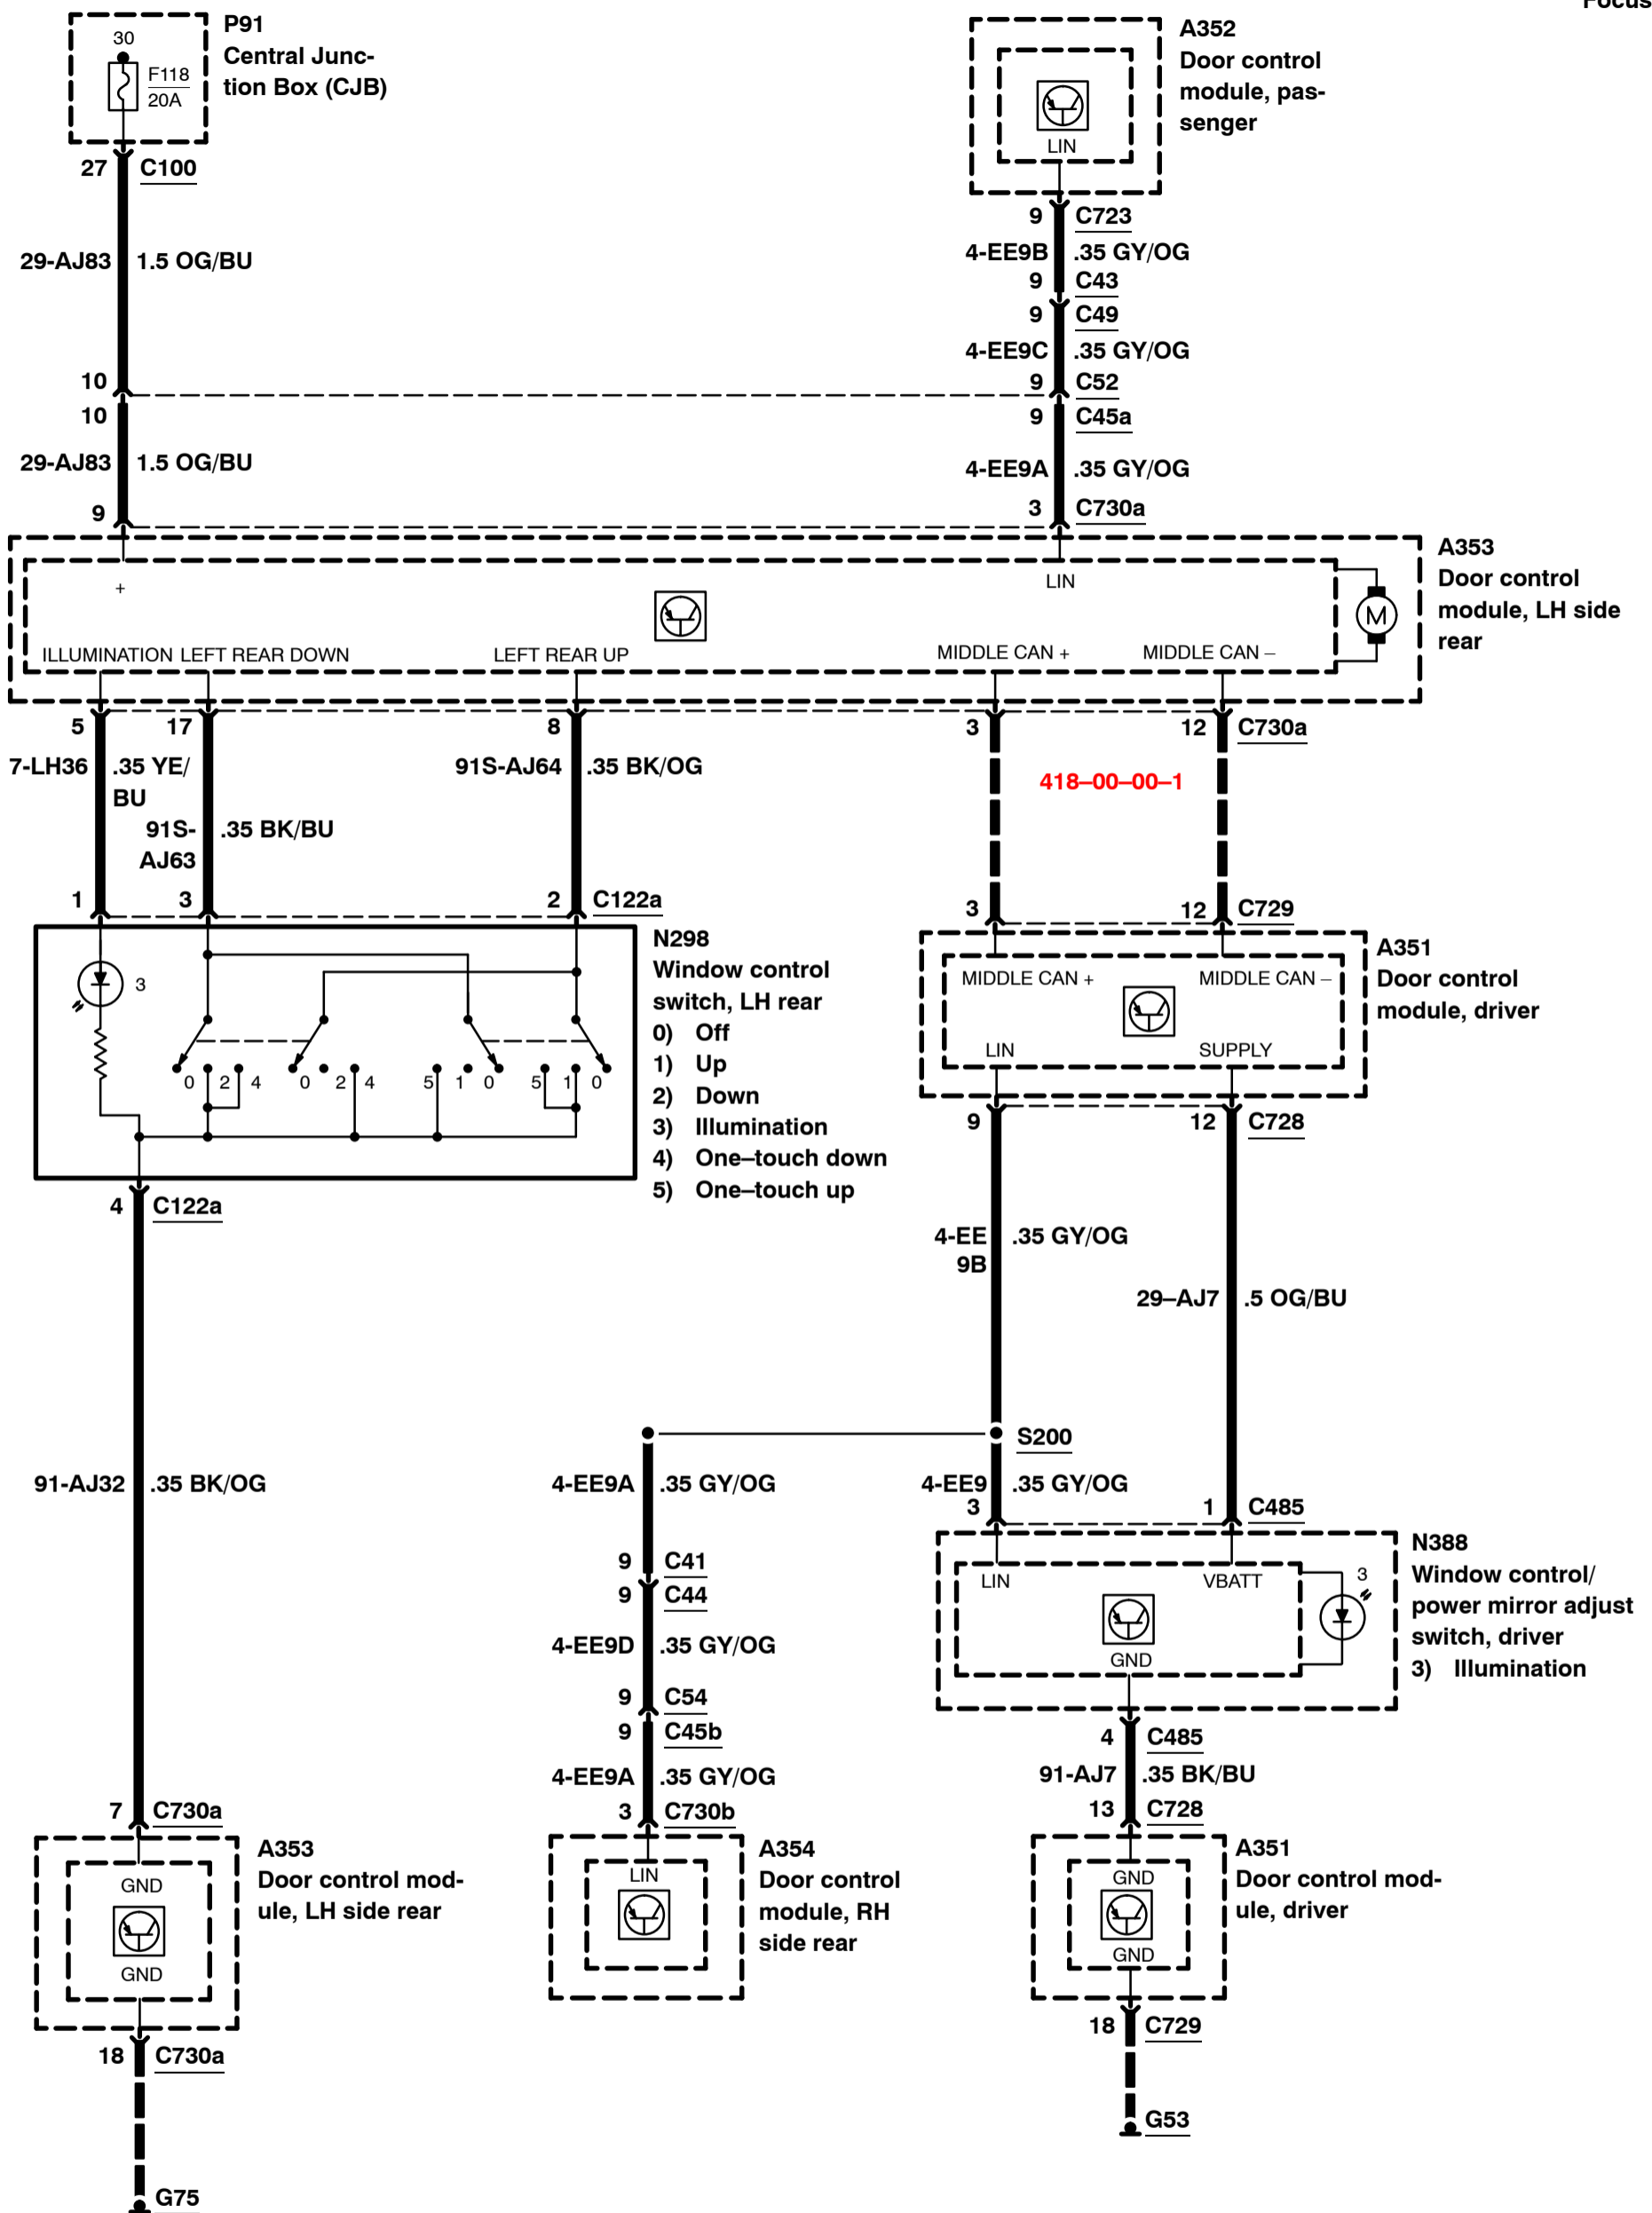 Focus
P91
Central Junc-
tion Box (CJB)
30
F118
20A
27 C100
29-AJ83 1.5 OG/BU
10
10
29-AJ83 1.5 OG/BU
9
A352
Door control
module, pas-
senger
LIN
9 C723
4-EE9B .35 GY/OG
9 C43
9 C49
4-EE9C .35 GY/OG
9 C52
9 C45a
4-EE9A .35 GY/OG
3 C730a
A353
Door control
module, LH side
rear
+
LIN
M
ILLUMINATION LEFT REAR DOWN LEFT REAR UP MIDDLE CAN + MIDDLE CAN –
5 17 8 3 12 C730a
7-LH36 .35 YE/
BU
91S-
AJ63
.35 BK/BU
91S-AJ64 .35 BK/OG
418–00–00–1
1 3 2 C122a
3 12 C729
N298
Window control
switch, LH rear
0) Off
1) Up
2) Down
3) Illumination
4) One–touch down
5) One–touch up
3
0 2 4 0 2 4 5 1 0 5 1 0
4 C122a
A351
Door control
module, driver
MIDDLE CAN + MIDDLE CAN –
LIN SUPPLY
9 12 C728
4-EE
9B
.35 GY/OG
29–AJ7 .5 OG/BU
S200
91-AJ32 .35 BK/OG
4-EE9A .35 GY/OG
4-EE9 .35 GY/OG
3 1 C485
9 C41
9 C44
4-EE9D .35 GY/OG
9 C54
9 C45b
4-EE9A .35 GY/OG
3 C730b
N388
Window control/
power mirror adjust
switch, driver
3) Illumination
LIN VBATT
3
GND
4 C485
91-AJ7 .35 BK/BU
13 C728
7 C730a
A353
Door control mod-
ule, LH side rear
GND
GND
18 C730a
G75
A354
Door control
module, RH
side rear
LIN
A351
Door control mod-
ule, driver
GND
GND
18 C729
G53